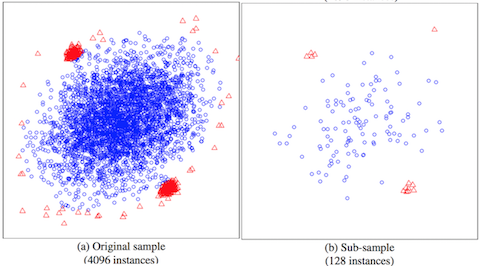 (a) Original sample
(4096 instances)
(b) Sub-sample
(128 instances)